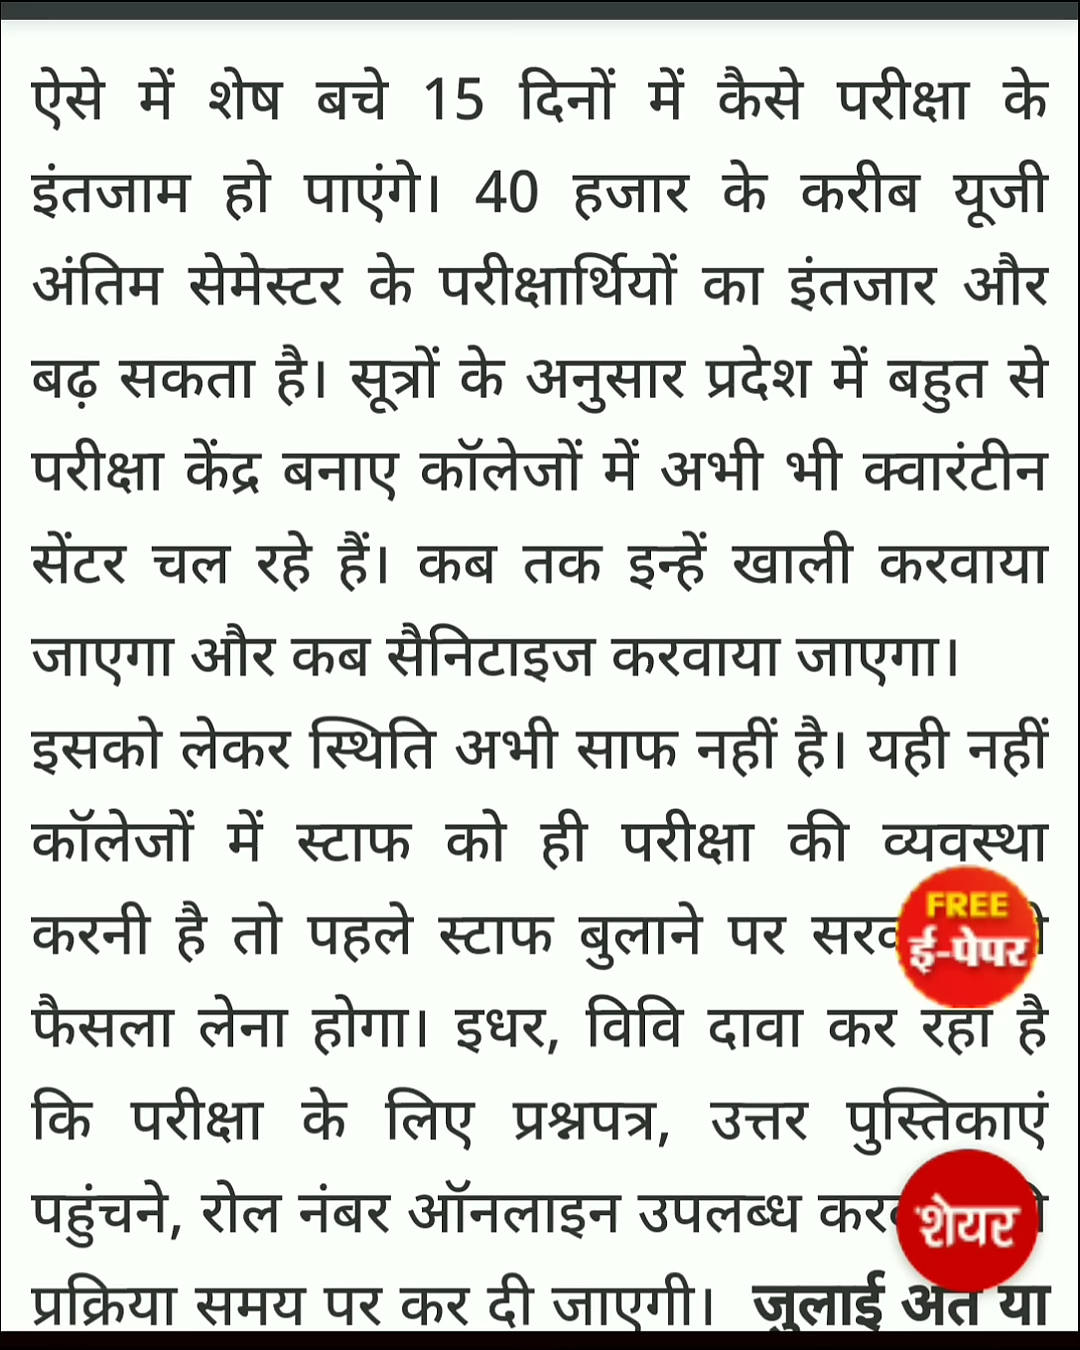 ऐसे में शेष बचे 15 दिनों में कैसे परीक्षा के
इंतजाम हो पाएंगे। 40 हजार के करीब यूजी
अंतिम सेमेस्टर के परीक्षार्थियों का इंतजार और
बढ़ सकता है। सूत्रों के अनुसार प्रदेश में बहुत से
परीक्षा केंद्र बनाए कॉलेजों में अभी भी क्वारंटीन
सेंटर चल रहे हैं। कब तक इन्हें खाली करवाया
जाएगा और कब सैनिटाइज करवाया जाएगा।
इसको लेकर स्थिति अभी साफ नहीं है। यही नहीं
कॉलेजों में स्टाफ को ही परीक्षा की व्यवस्था
करनी है तो पहले स्टाफ बुलाने पर
FREE
ई-पेपर
फैसला लेना होगा। इधर, विवि दावा कर रहा है
कि परीक्षा के लिए प्रश्नपत्र, उत्तर पुस्तिकाएं
पहुंचने, रोल नंबर ऑनलाइन उपलब्ध
शेयर
प्रक्रिया समय पर कर दी जाएगी। जुलाई अंत या